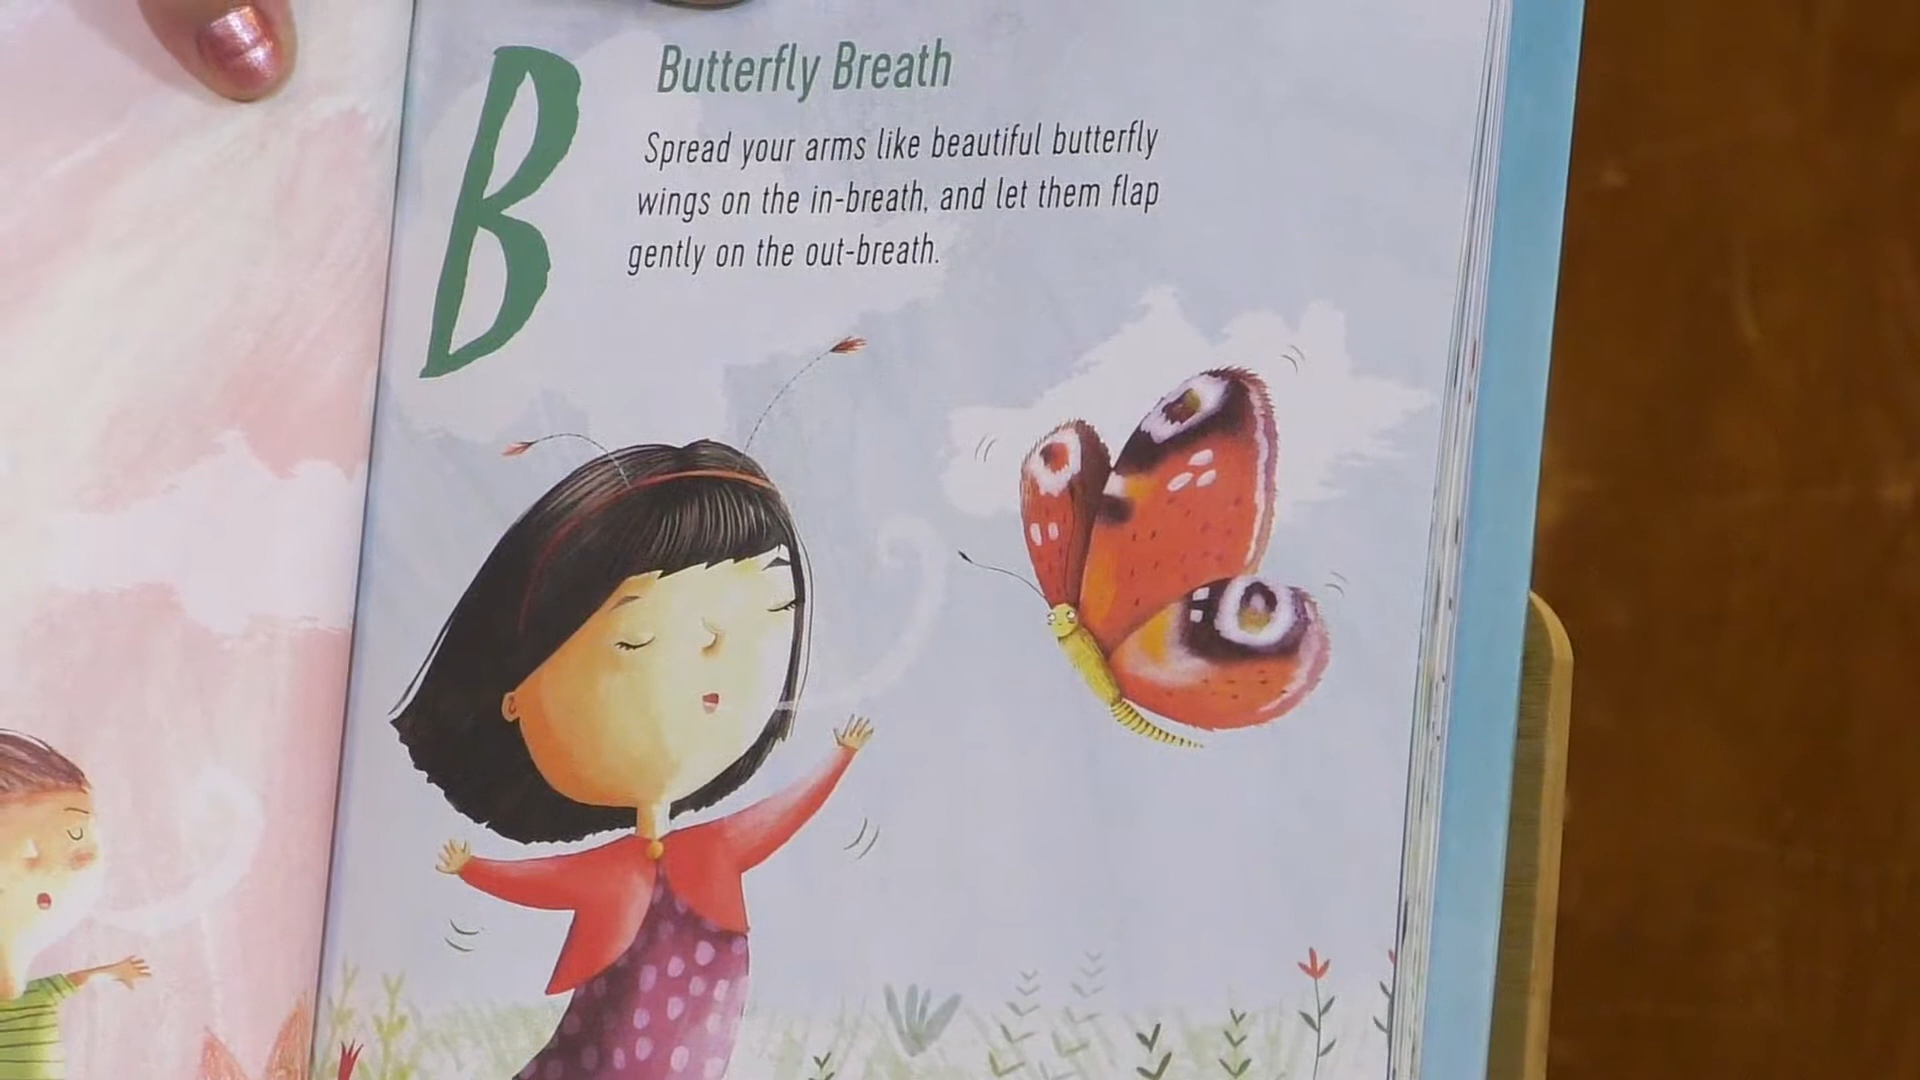 B
Butterfly Breath
Spread your arms like beautiful butterfly
wings on the in-breath, and let them flap
gently on the out-breath.